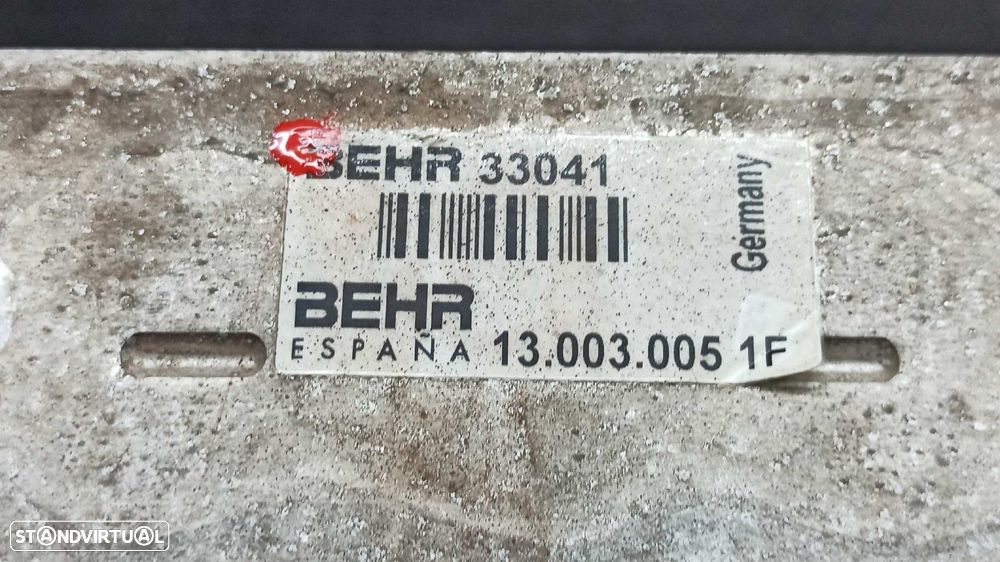 BEHR 33041
Germany
BEHR
ESPAÑA 13.003.005 1F
STANDVIRTUAL